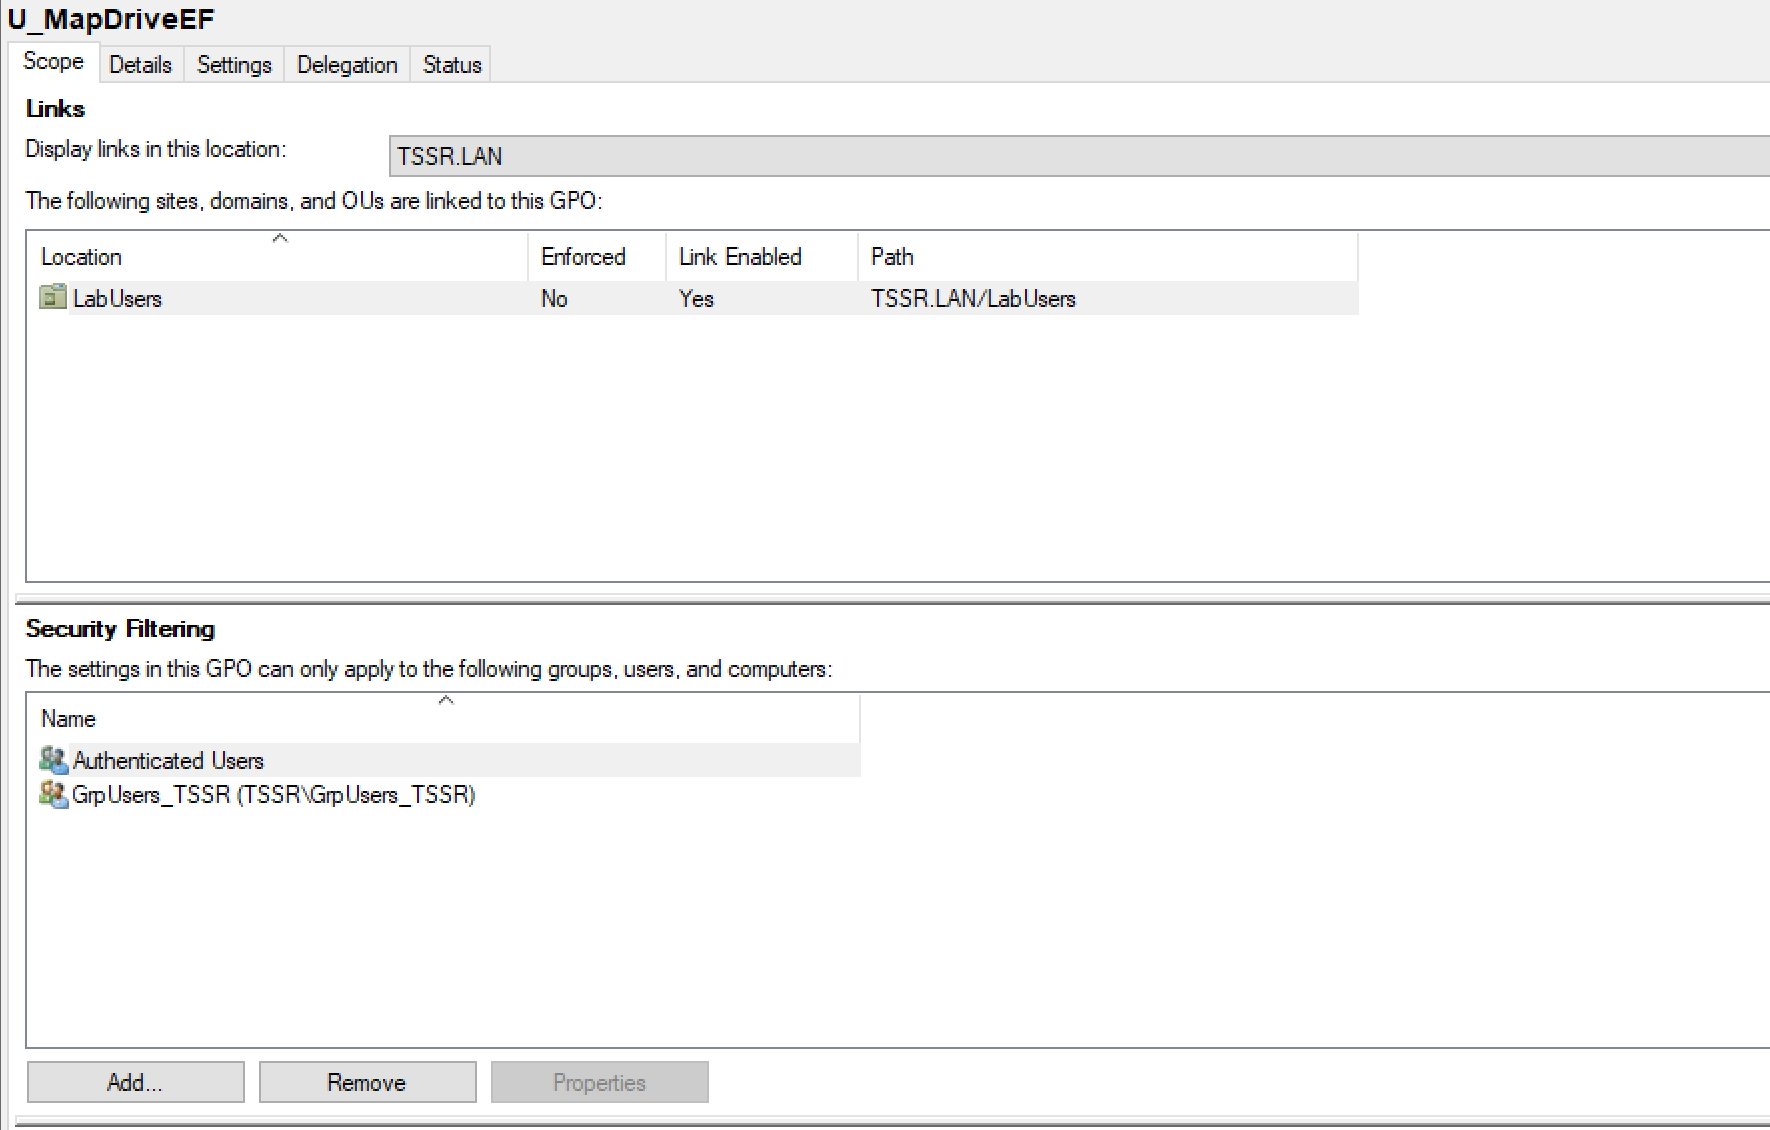 U_MapDriveEF
Scope Details Settings Delegation Status
Links
Display links in this location: TSSR.LAN
The following sites, domains, and OUs are linked to this GPO:
Location Enforced Link Enabled Path
LabUsers No Yes TSSR.LAN/LabUsers
Security Filtering
The settings in this GPO can only apply to the following groups, users, and computers:
Name
Authenticated Users
GrpUsers_TSSR (TSSR\GrpUsers_TSSR)
Add... Remove Properties